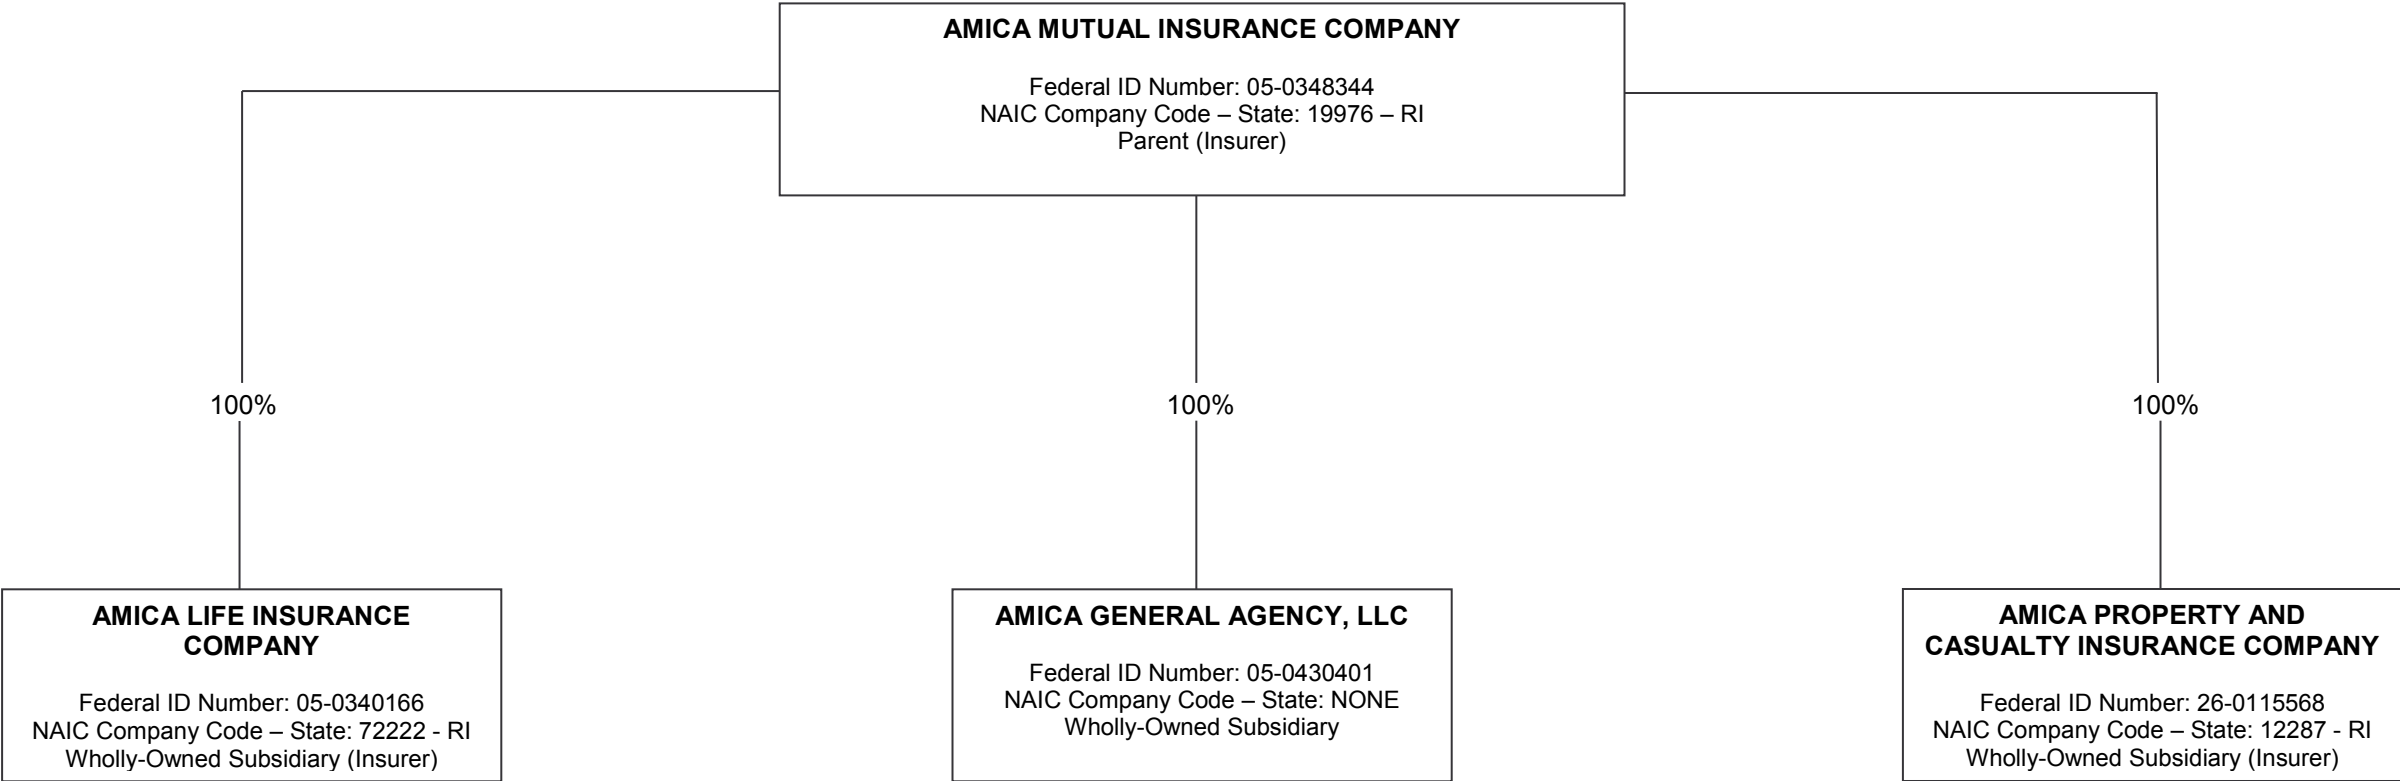 AMICA MUTUAL INSURANCE COMPANY
Federal ID Number: 05-0348344
NAIC Company Code – State: 19976 – RI
Parent (Insurer)
100%
100%
100%
AMICA LIFE INSURANCE
COMPANY
Federal ID Number: 05-0340166
NAIC Company Code – State: 72222 - RI
Wholly-Owned Subsidiary (Insurer)
AMICA GENERAL AGENCY, LLC
Federal ID Number: 05-0430401
NAIC Company Code – State: NONE
Wholly-Owned Subsidiary
AMICA PROPERTY AND
CASUALTY INSURANCE COMPANY
Federal ID Number: 26-0115568
NAIC Company Code – State: 12287 - RI
Wholly-Owned Subsidiary (Insurer)